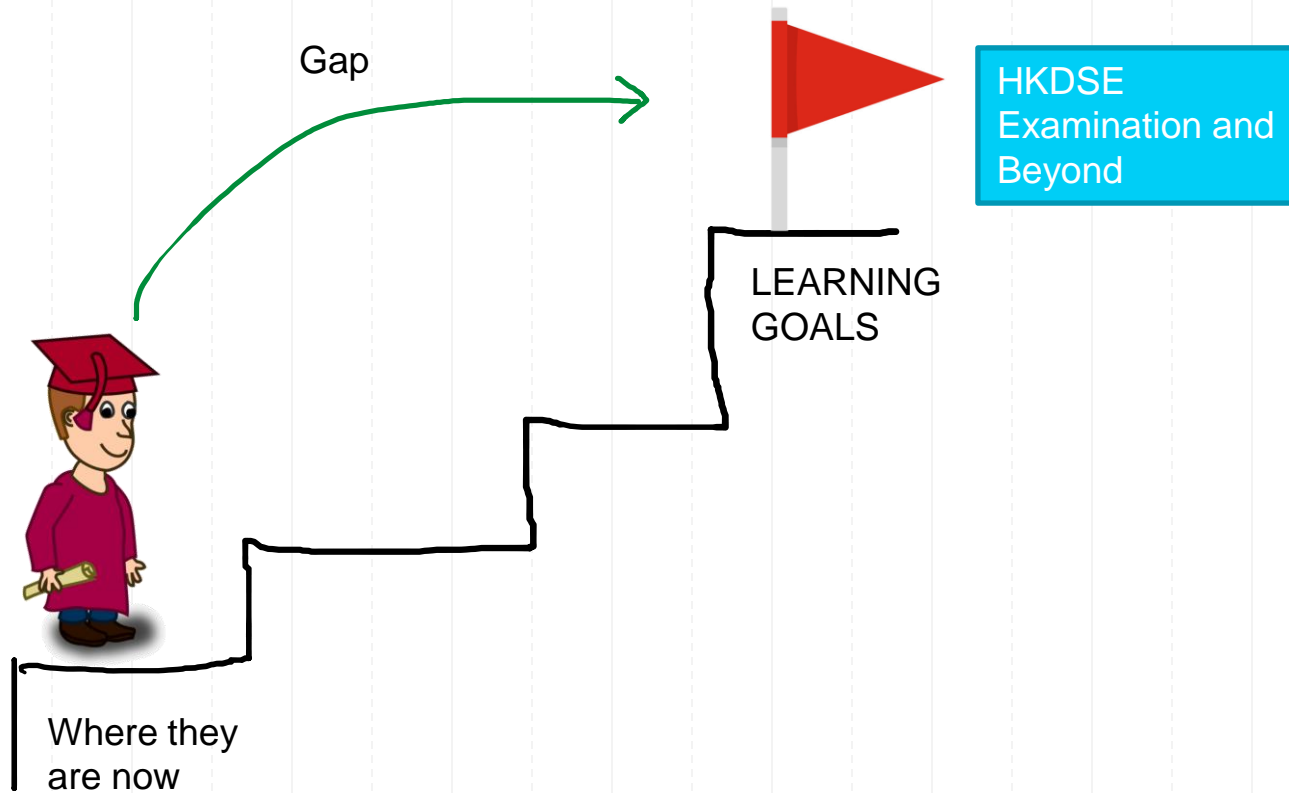 Gap
HKDSE
Examination and
Beyond
LEARNING
GOALS
Where they
are now